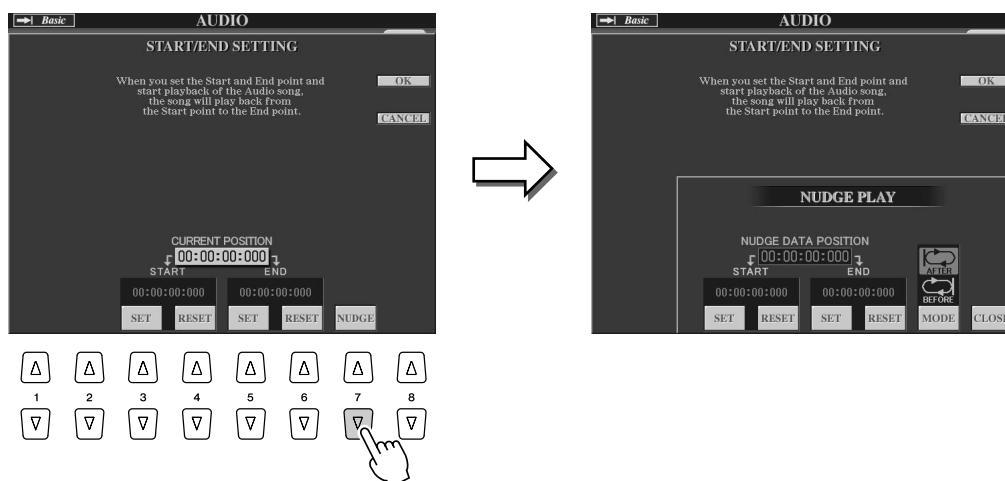 Basic
AUDIO
START/END SETTING
When you set the Start and End point and
start playback of the Audio song,
the song will play back from
the Start point to the End point.
OK
CANCEL
CURRENT POSITION
00:00:00:000
START END
00:00:00:000 00:00:00:000
SET RESET SET RESET NUDGE
1 2 3 4 5 6 7 8
Basic
AUDIO
START/END SETTING
When you set the Start and End point and
start playback of the Audio song,
the song will play back from
the Start point to the End point.
OK
CANCEL
NUDGE PLAY
NUDGE DATA POSITION
00:00:00:000
START END
AFTER
BEFORE
00:00:00:000 00:00:00:000
SET RESET SET RESET MODE CLOSE